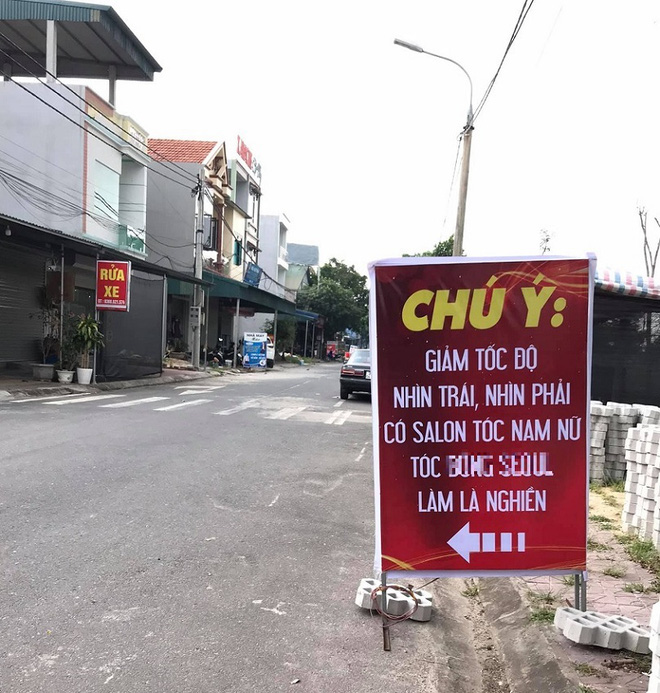 RỬA
XE
CHÚ Ý:
GIẢM TỐC ĐỘ
NHÌN TRÁI, NHÌN PHẢI
CÓ SALON TÓC NAM NỮ
TÓC SEOUL
LÀM LÀ NGHIỀN